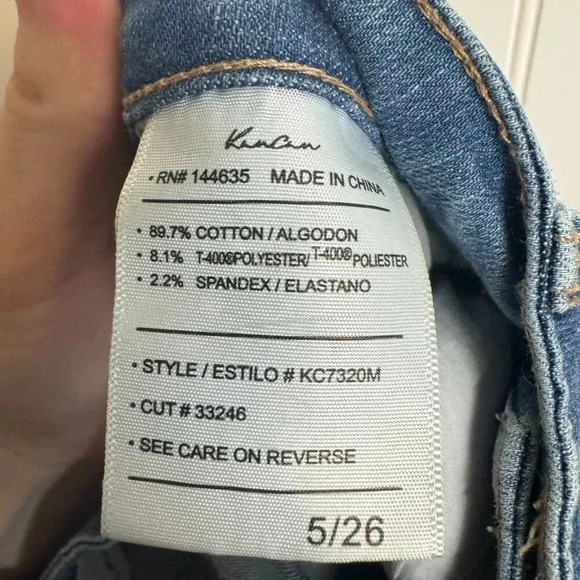 KanCan
• RN# 144635 MADE IN CHINA
• 89.7% COTTON / ALGODON
• 8.1% T-400®POLYESTER/ T-400®POLIESTER
• 2.2% SPANDEX / ELASTANO
• STYLE / ESTILO # KC7320M
• CUT # 33246
• SEE CARE ON REVERSE
5/26